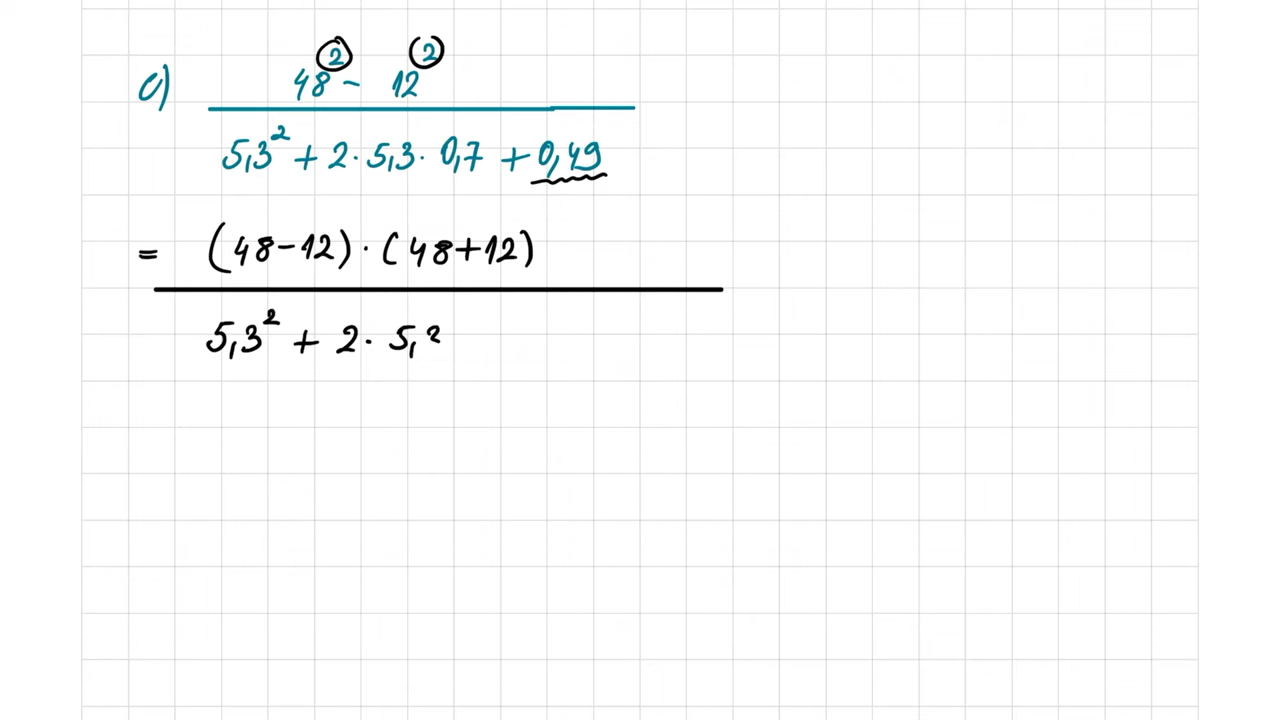 c) 48² - 12²
5,3² + 2 · 5,3 · 0,7 + 0,49
= (48-12) · (48+12)
5,3² + 2 · 5,3